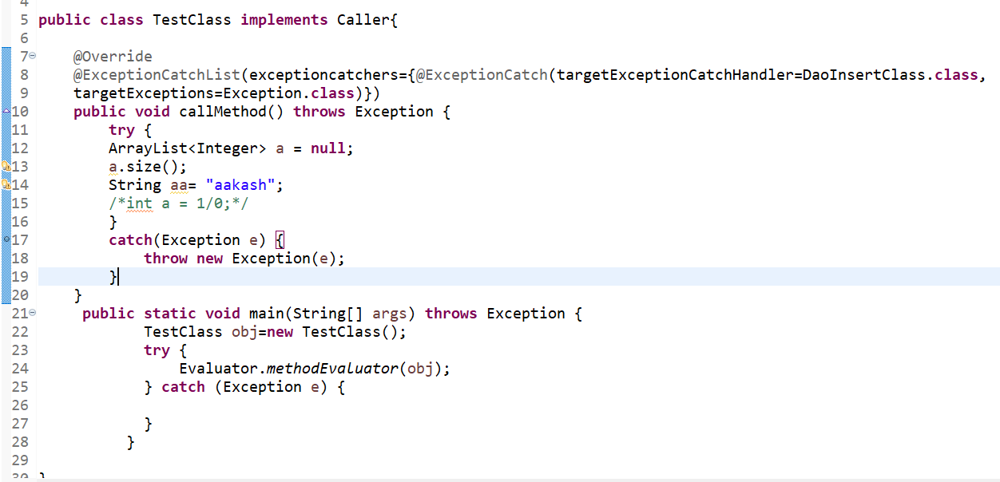 4
5 public class TestClass implements Caller{
6
7 @Override
8 @ExceptionCatchList(exceptioncatchers={@ExceptionCatch(targetExceptionCatchHandler=DaoInsertClass.class,
9 targetExceptions=Exception.class)})
10 public void callMethod() throws Exception {
11 try {
12 ArrayList<Integer> a = null;
13 a.size();
14 String aa= "aakash";
15 /*int a = 1/0;*/
16 }
17 catch(Exception e) {
18 throw new Exception(e);
19 }
20 }
21 public static void main(String[] args) throws Exception {
22 TestClass obj=new TestClass();
23 try {
24 Evaluator.methodEvaluator(obj);
25 } catch (Exception e) {
26
27 }
28 }
29
30 }